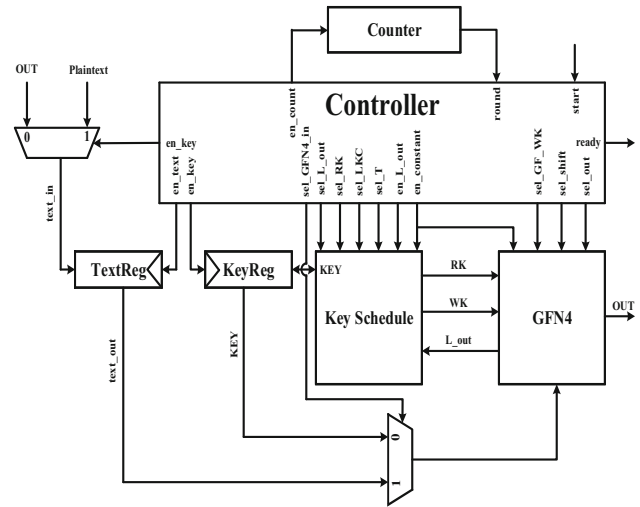 Counter
OUT
Plaintext
Controller
en_count
round
start
0
1
en_key
ready
en_text
en_key
sel_GFN4_in
sel_L_out
sel_RK
sel_LKC
sel_T
en_L_out
en_constant
sel_GF_WK
sel_shift
sel_out
text_in
TextReg
KeyReg
KEY
Key Schedule
RK
WK
L_out
GFN4
OUT
text_out
KEY
0
1